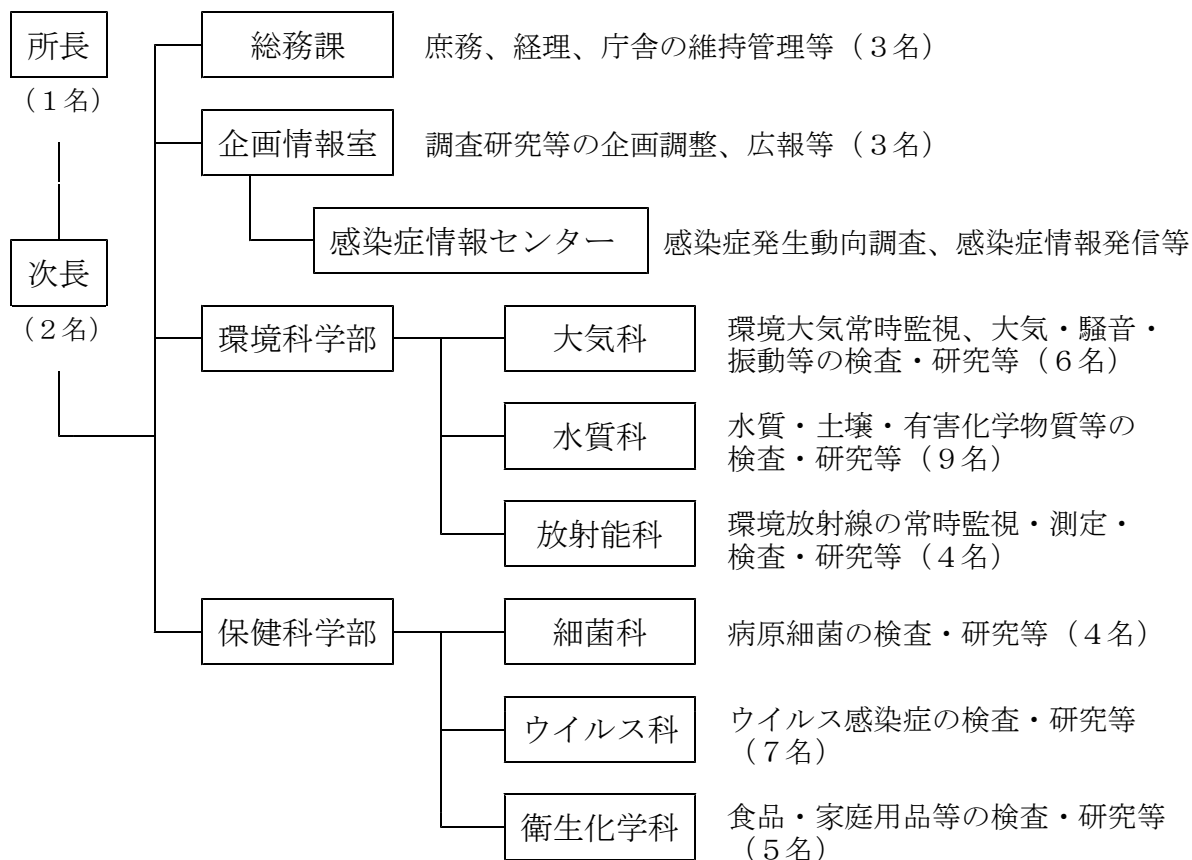 所長
（１名）
次長
（２名）
総務課
庶務、経理、庁舎の維持管理等（３名）
企画情報室
調査研究等の企画調整、広報等（３名）
感染症情報センター
感染症発生動向調査、感染症情報発信等
環境科学部
大気科
環境大気常時監視、大気・騒音・
振動等の検査・研究等（６名）
水質科
水質・土壌・有害化学物質等の
検査・研究等（９名）
放射能科
環境放射線の常時監視・測定・
検査・研究等（４名）
保健科学部
細菌科
病原細菌の検査・研究等（４名）
ウイルス科
ウイルス感染症の検査・研究等
（７名）
衛生化学科
食品・家庭用品等の検査・研究等
（５名）